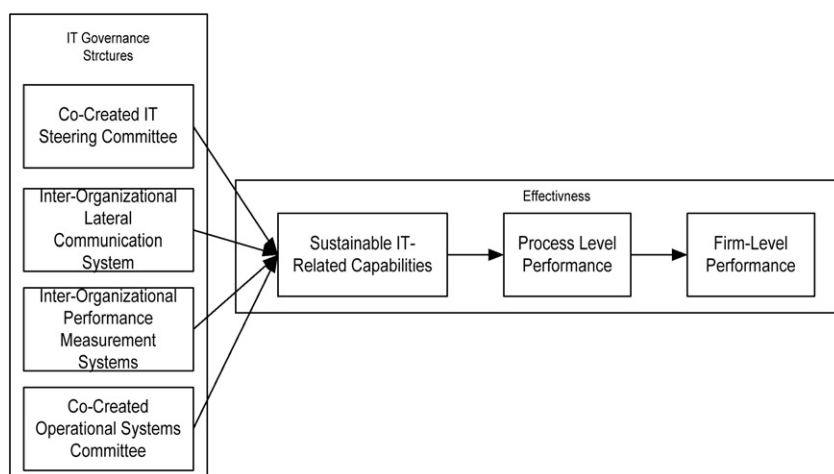 IT Governance
Strctures
Co-Created IT
Steering Committee
Inter-Organizational
Lateral
Communication
System
Inter-Organizational
Performance
Measurement
Systems
Co-Created
Operational Systems
Committee
Effectivness
Sustainable IT-
Related Capabilities
Process Level
Performance
Firm-Level
Performance